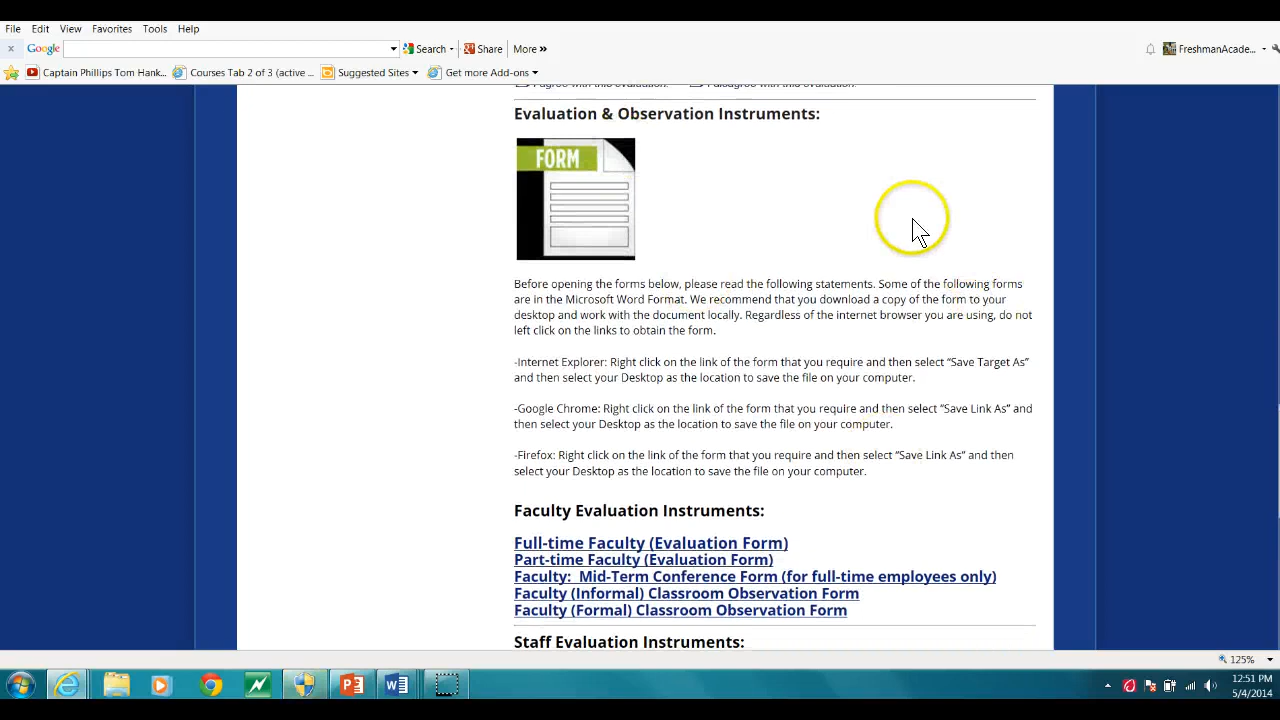 File Edit View Favorites Tools Help
x Google Search Share More » FreshmanAcade...
Captain Phillips Tom Hank... Courses Tab 2 of 3 (active ... Suggested Sites Get more Add-ons
I agree with this evaluation. I disagree with this evaluation.
Evaluation & Observation Instruments:
FORM
Before opening the forms below, please read the following statements. Some of the following forms
are in the Microsoft Word Format. We recommend that you download a copy of the form to your
desktop and work with the document locally. Regardless of the internet browser you are using, do not
left click on the links to obtain the form.
-Internet Explorer: Right click on the link of the form that you require and then select “Save Target As”
and then select your Desktop as the location to save the file on your computer.
-Google Chrome: Right click on the link of the form that you require and then select “Save Link As” and
then select your Desktop as the location to save the file on your computer.
-Firefox: Right click on the link of the form that you require and then select “Save Link As” and then
select your Desktop as the location to save the file on your computer.
Faculty Evaluation Instruments:
Full-time Faculty (Evaluation Form)
Part-time Faculty (Evaluation Form)
Faculty: Mid-Term Conference Form (for full-time employees only)
Faculty (Informal) Classroom Observation Form
Faculty (Formal) Classroom Observation Form
Staff Evaluation Instruments:
125%
12:51 PM
5/4/2014